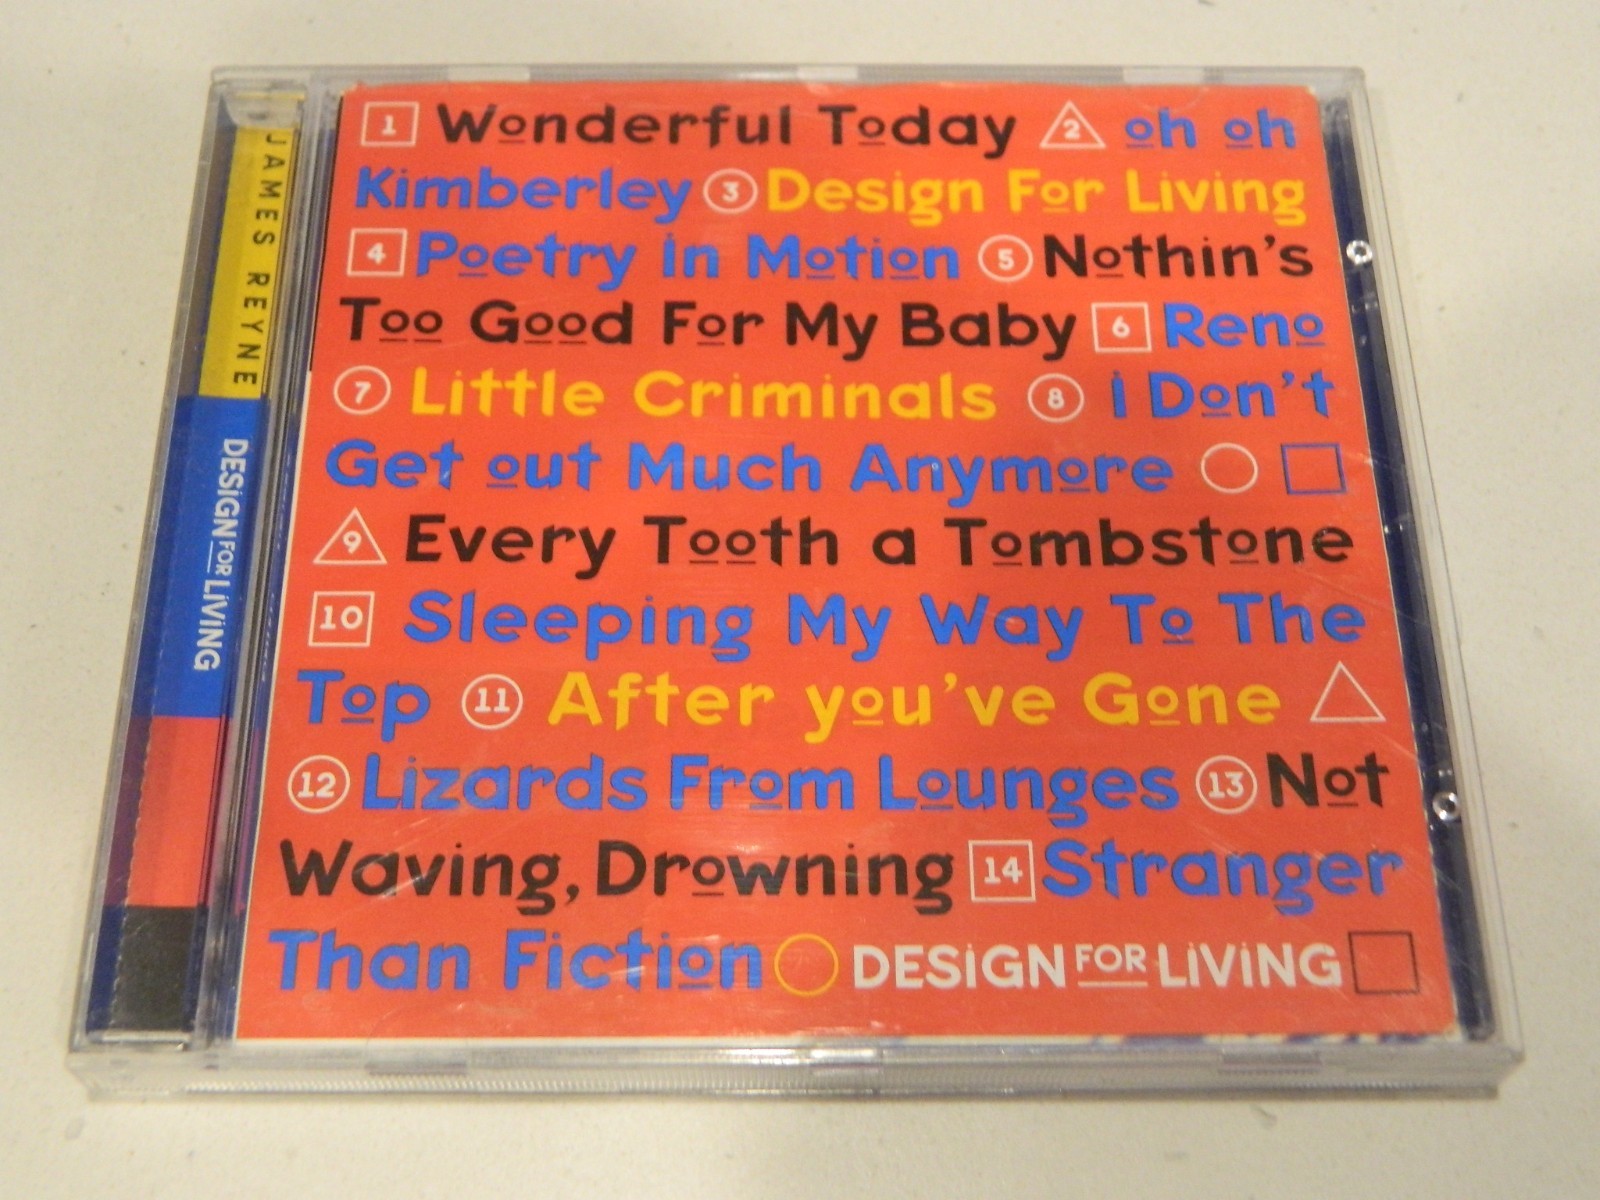 JAMES REYNE
DESiGN FOR LiViNG
1 Wonderful Today 2 oh oh
Kimberley 3 Design For Living
4 Poetry in Motion 5 Nothin's
Too Good For My Baby 6 Reno
7 Little Criminals 8 i Don't
Get out Much Anymore
9 Every Tooth a Tombstone
10 Sleeping My Way To The
Top 11 After you've Gone
12 Lizards From Lounges 13 Not
Waving, Drowning 14 Stranger
Than Fiction DESiGN FOR LiViNG